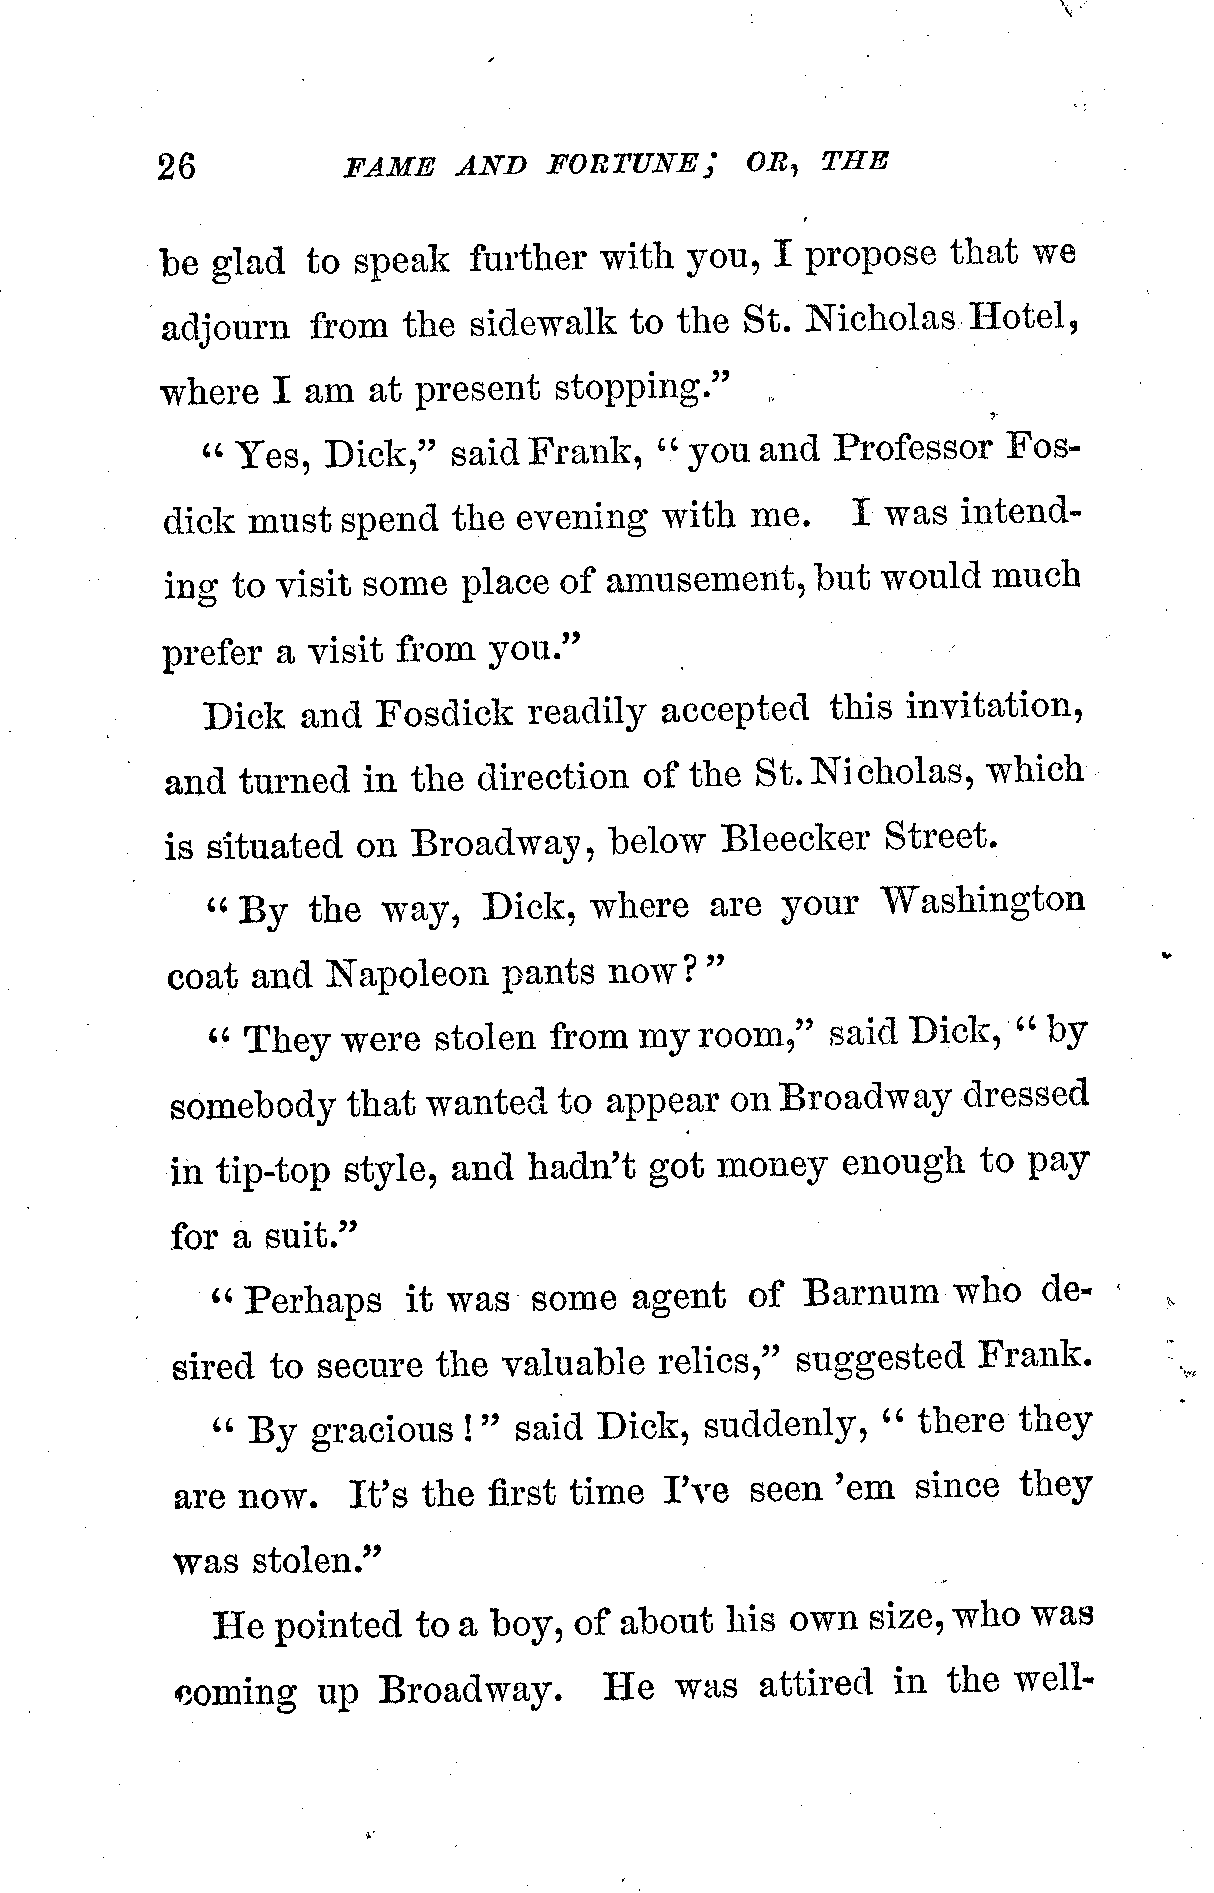 26 FAME AND FORTUNE; OR, THE
be glad to speak further with you, I propose that we
adjourn from the sidewalk to the St. Nicholas Hotel,
where I am at present stopping.”
“ Yes, Dick,” said Frank, “ you and Professor Fos-
dick must spend the evening with me. I was intend-
ing to visit some place of amusement, but would much
prefer a visit from you.”
Dick and Fosdick readily accepted this invitation,
and turned in the direction of the St. Nicholas, which
is situated on Broadway, below Bleecker Street.
“ By the way, Dick, where are your Washington
coat and Napoleon pants now? ”
“ They were stolen from my room,” said Dick, “ by
somebody that wanted to appear on Broadway dressed
in tip-top style, and hadn’t got money enough to pay
for a suit.”
“ Perhaps it was some agent of Barnum who de-
sired to secure the valuable relics,” suggested Frank.
“ By gracious ! ” said Dick, suddenly, “ there they
are now. It’s the first time I’ve seen ’em since they
was stolen.”
He pointed to a boy, of about his own size, who was
coming up Broadway. He was attired in the well-